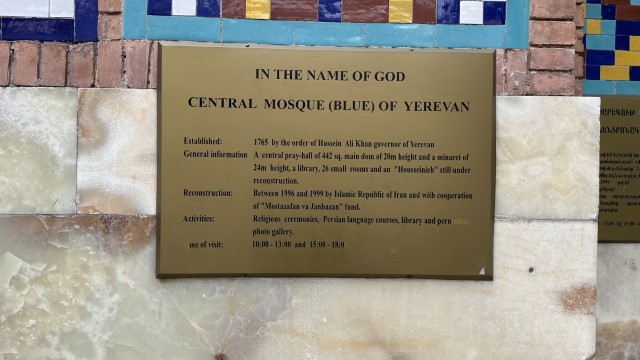 IN THE NAME OF GOD
CENTRAL MOSQUE (BLUE) OF YEREVAN
Established: 1765 by the order of Hussein Ali Khan governor of Yerevan
General information A central pray-hall of 442 sq. main dom of 20m height and a minaret of
24m height, a library, 26 small rooms and an "Housseinich" still under
reconstruction.
Reconstruction: Between 1996 and 1999 by Islamic Republic of Iran and with cooperation
of "Mostazafan va Janbazan" fund.
Activities: Religious ceremonies, Persian language courses, library and pern
photo gallery.
me of visit: 10:00 - 13:00 and 15:00 - 18:0